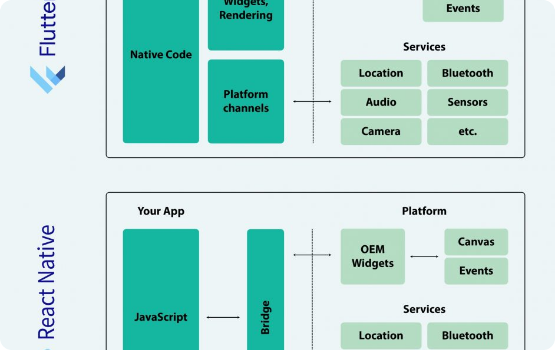 Flutte
Native Code
Widgets,
Rendering
Platform
channels
Events
Services
Location
Bluetooth
Audio
Sensors
Camera
etc.
React Native
Your App
Platform
JavaScript
Bridge
OEM
Widgets
Canvas
Events
Services
Location
Bluetooth